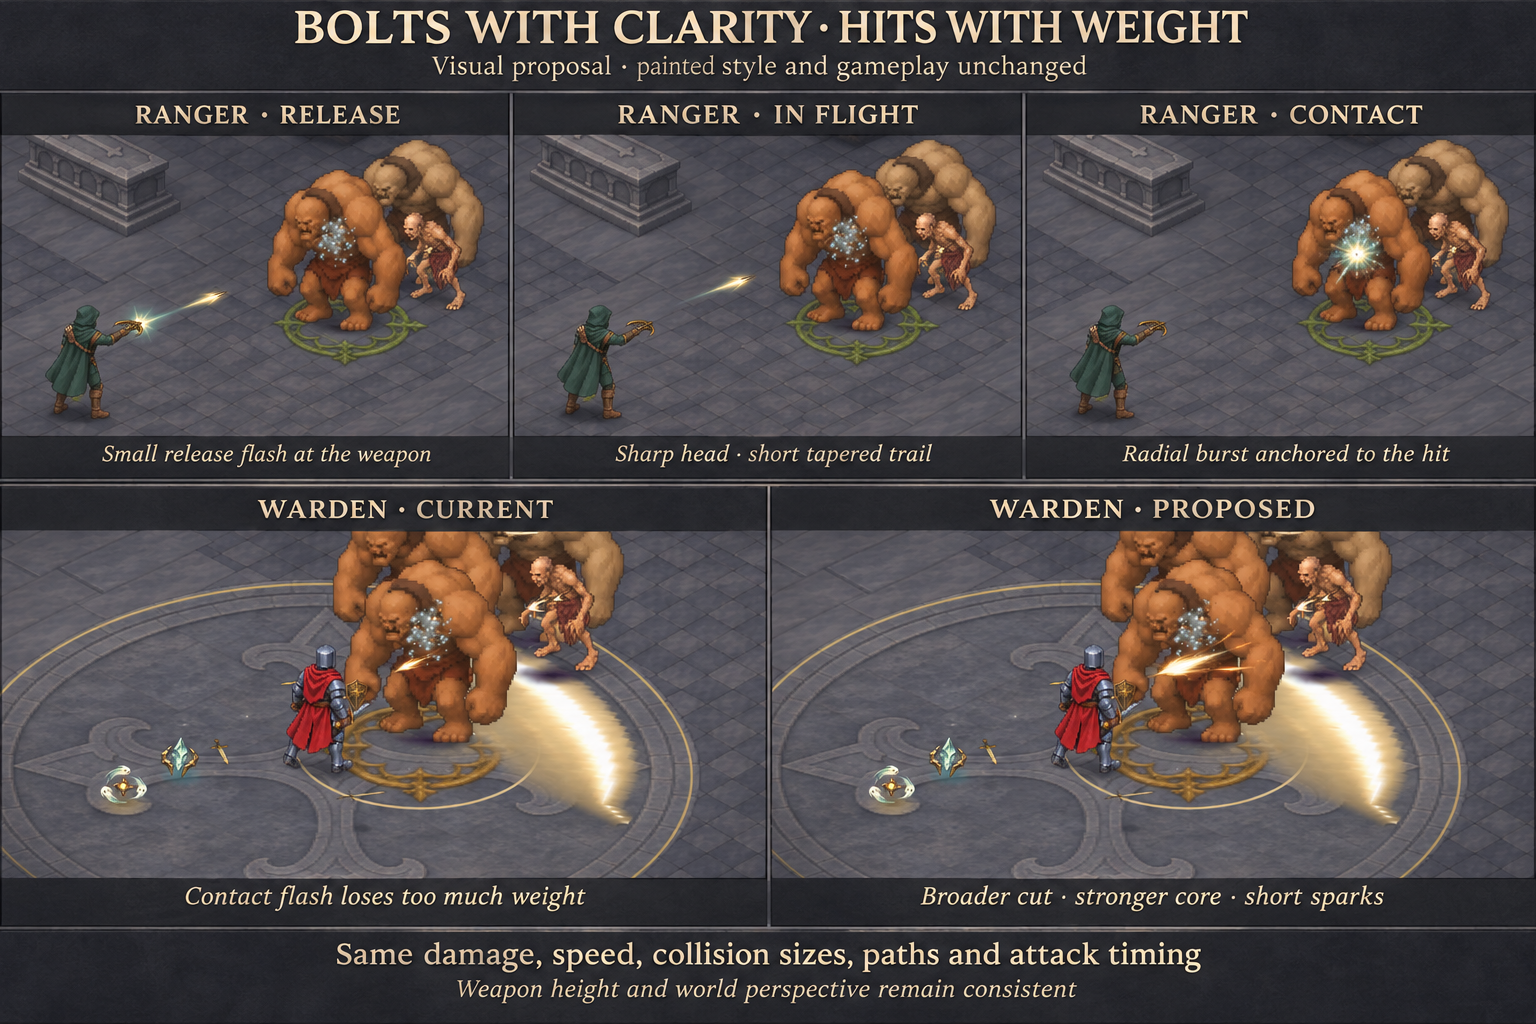 BOLTS WITH CLARITY · HITS WITH WEIGHT
Visual proposal · painted style and gameplay unchanged
RANGER · RELEASE
RANGER · IN FLIGHT
RANGER · CONTACT
Small release flash at the weapon
Sharp head · short tapered trail
Radial burst anchored to the hit
WARDEN · CURRENT
WARDEN · PROPOSED
Contact flash loses too much weight
Broader cut · stronger core · short sparks
Same damage, speed, collision sizes, paths and attack timing
Weapon height and world perspective remain consistent